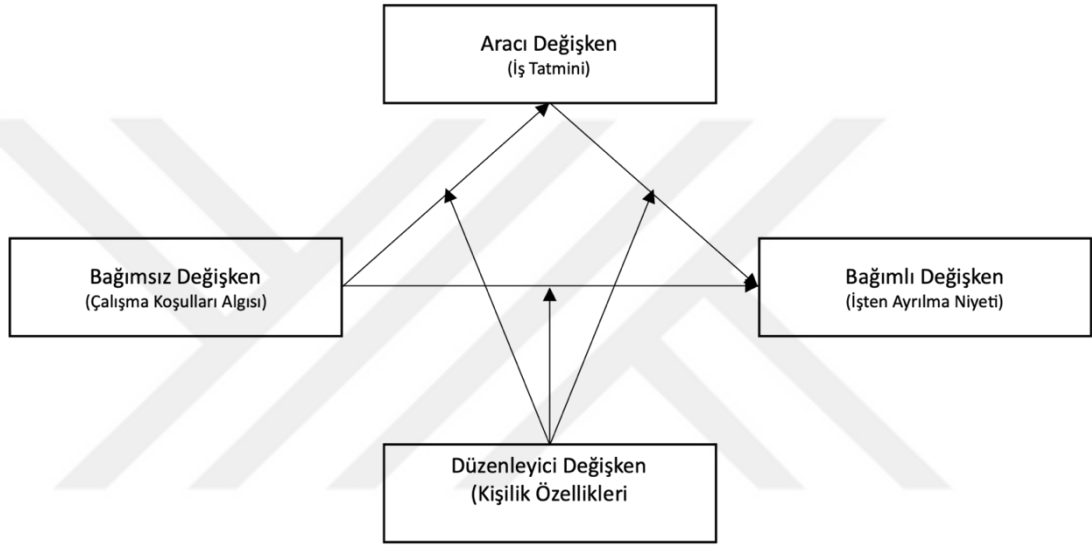 Aracı Değişken
(İş Tatmini)
Bağımsız Değişken
(Çalışma Koşulları Algısı)
Bağımlı Değişken
(İşten Ayrılma Niyeti)
Düzenleyici Değişken
(Kişilik Özellikleri